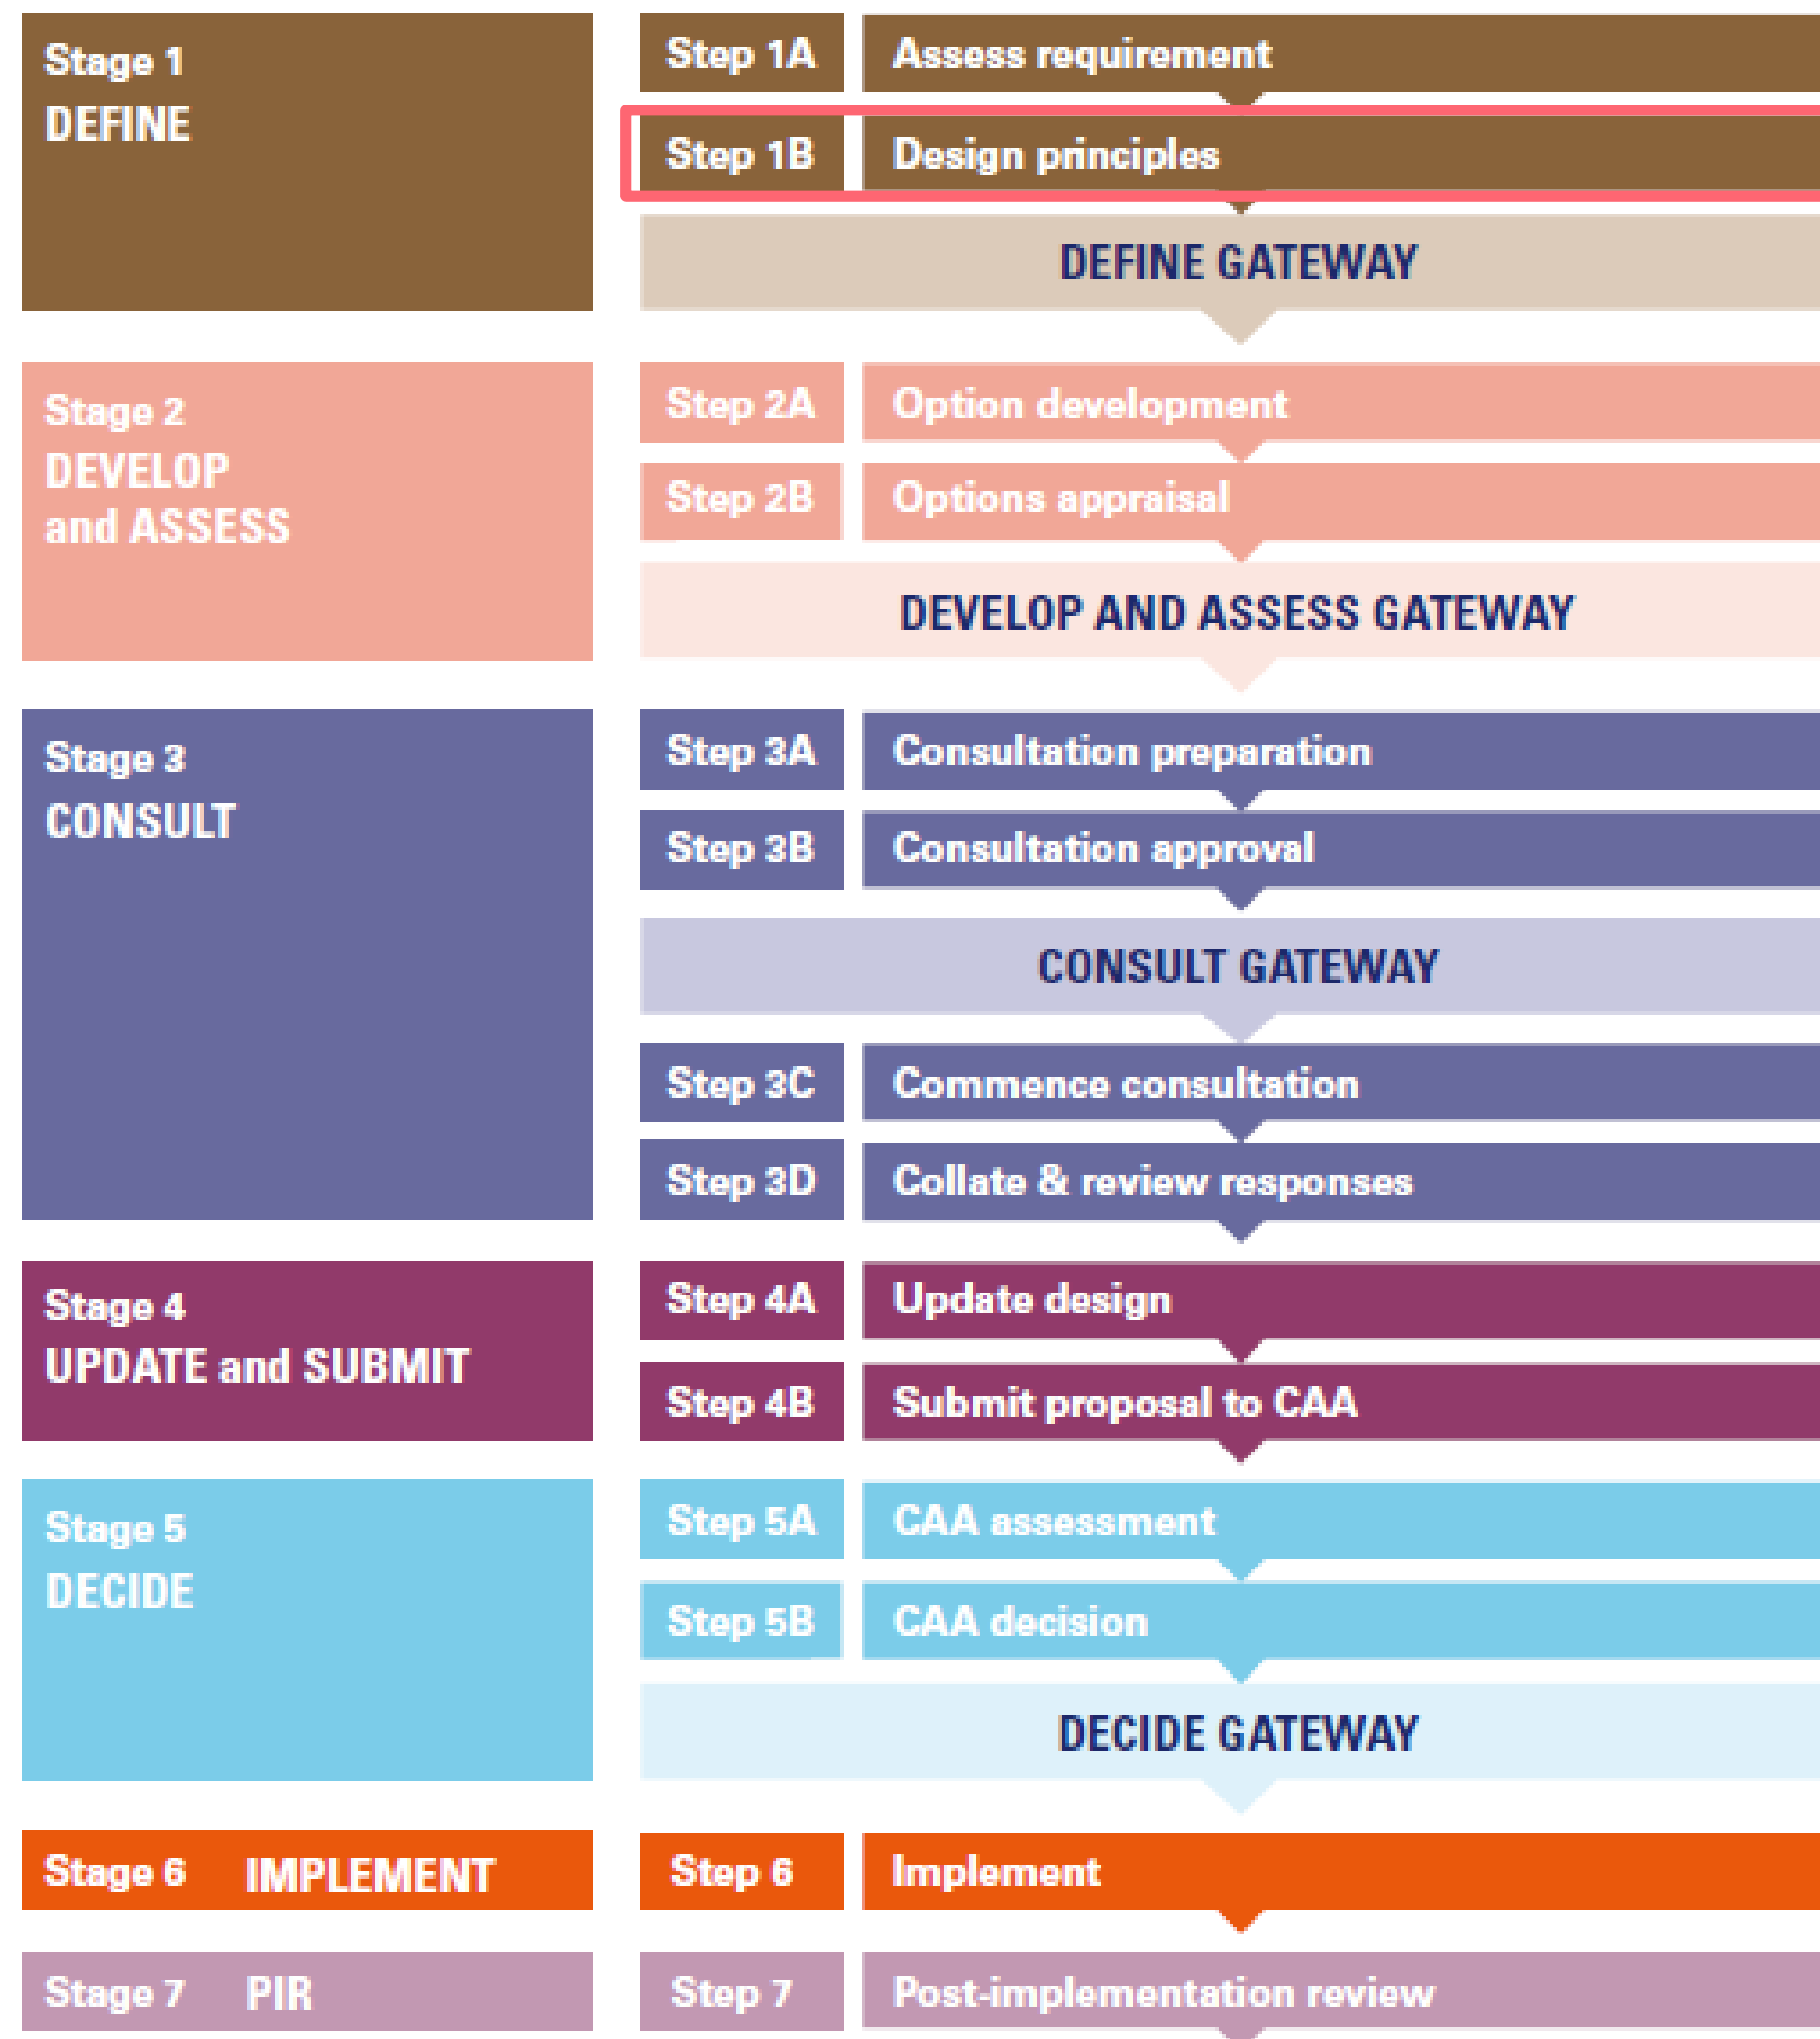 Stage 1
DEFINE
Step 1A Assess requirement
Step 1B Design principles
DEFINE GATEWAY
Stage 2
DEVELOP
and ASSESS
Step 2A Option development
Step 2B Options appraisal
DEVELOP AND ASSESS GATEWAY
Stage 3
CONSULT
Step 3A Consultation preparation
Step 3B Consultation approval
CONSULT GATEWAY
Step 3C Commence consultation
Step 3D Collate & review responses
Stage 4
UPDATE and SUBMIT
Step 4A Update design
Step 4B Submit proposal to CAA
Stage 5
DECIDE
Step 5A CAA assessment
Step 5B CAA decision
DECIDE GATEWAY
Stage 6 IMPLEMENT
Step 6 Implement
Stage 7 PIR
Step 7 Post-implementation review